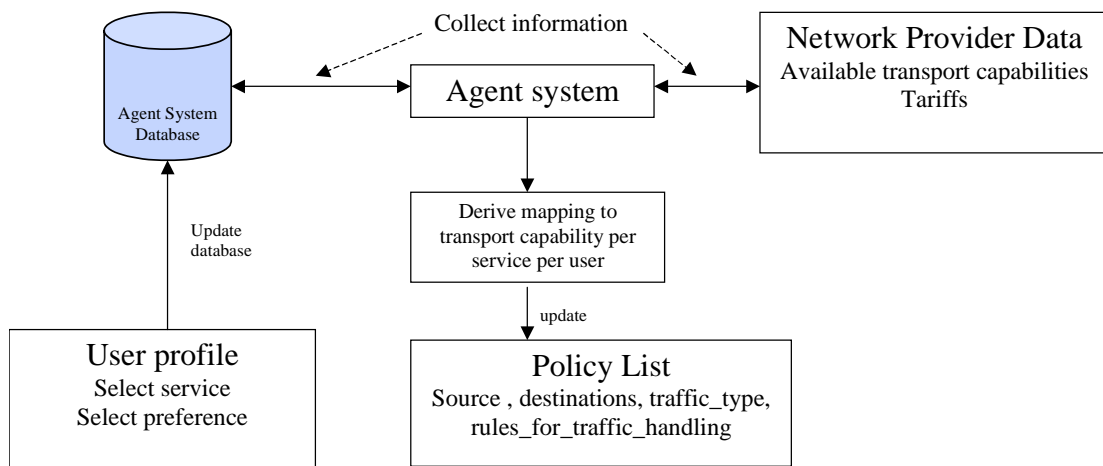 Collect information
Network Provider Data
Available transport capabilities
Tariffs
Agent system
Agent System
Database
Derive mapping to
transport capability per
service per user
Update
database
update
User profile
Select service
Select preference
Policy List
Source , destinations, traffic_type,
rules_for_traffic_handling